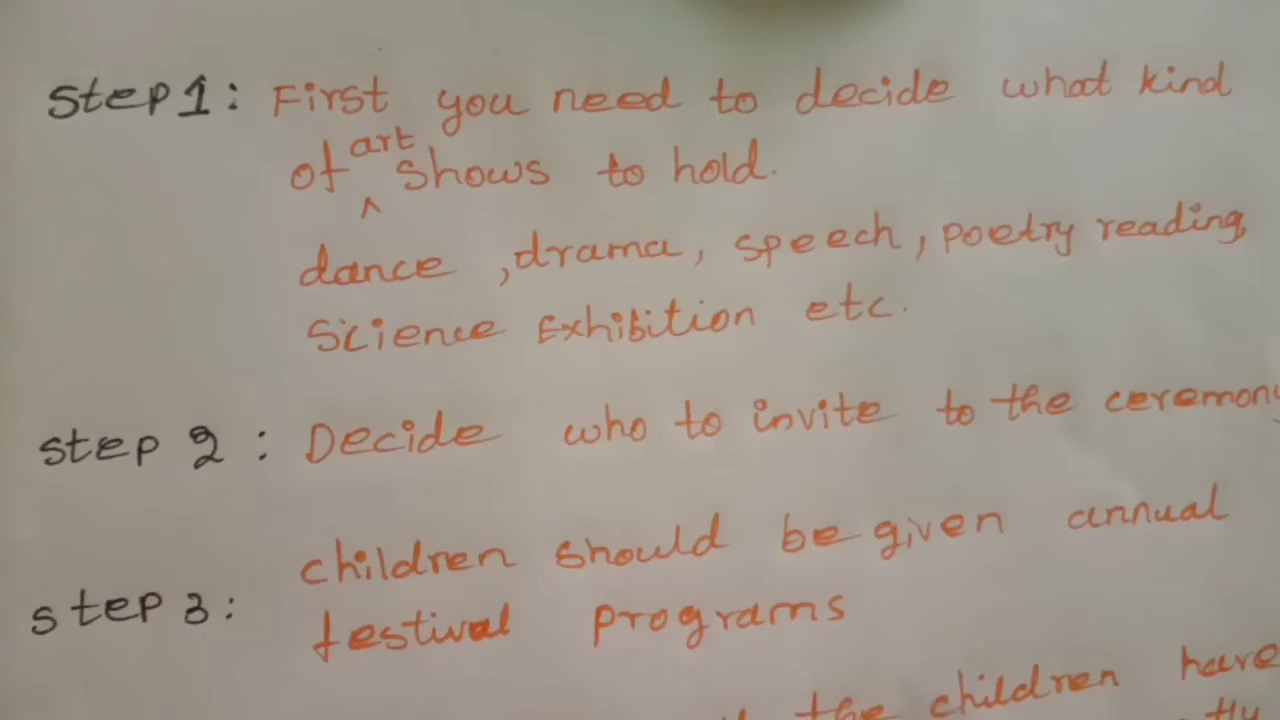 step 1: First you need to decide what kind
of art shows to hold.
dance, drama, speech, poetry reading,
Science Exhibition etc.
step 2: Decide who to invite to the ceremony
children should be given annual
step 3: festival programs
the children have